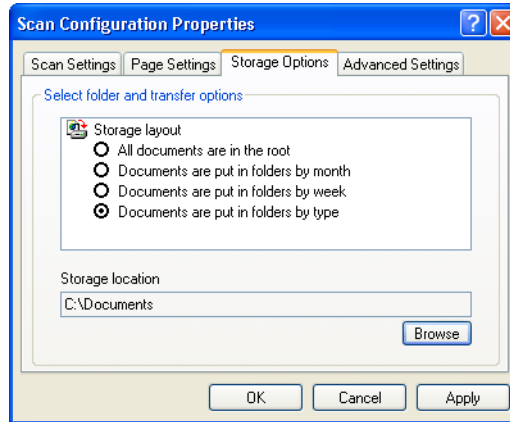 Scan Configuration Properties
Scan Settings Page Settings Storage Options Advanced Settings
Select folder and transfer options
Storage layout
All documents are in the root
Documents are put in folders by month
Documents are put in folders by week
Documents are put in folders by type
Storage location
C:\Documents
Browse
OK Cancel Apply